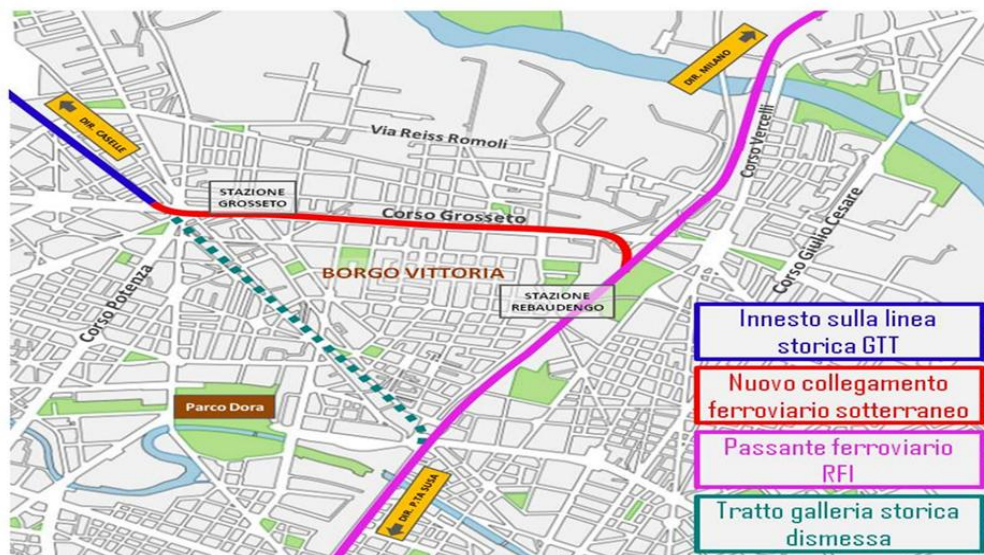 DIR. MILANO
DIR. CASELLE
Via Reiss Romoli
Corso Vercelli
STAZIONE
GROSSETO
Corso Grosseto
Corso Giulio Cesare
BORGO VITTORIA
Corso Potenza
STAZIONE
REBAUDENGO
Parco Dora
DIR. P.TA SUSA
Innesto sulla linea
storica GTT
Nuovo collegamento
ferroviario sotterraneo
Passante ferroviario
RFI
Tratto galleria storica
dismessa